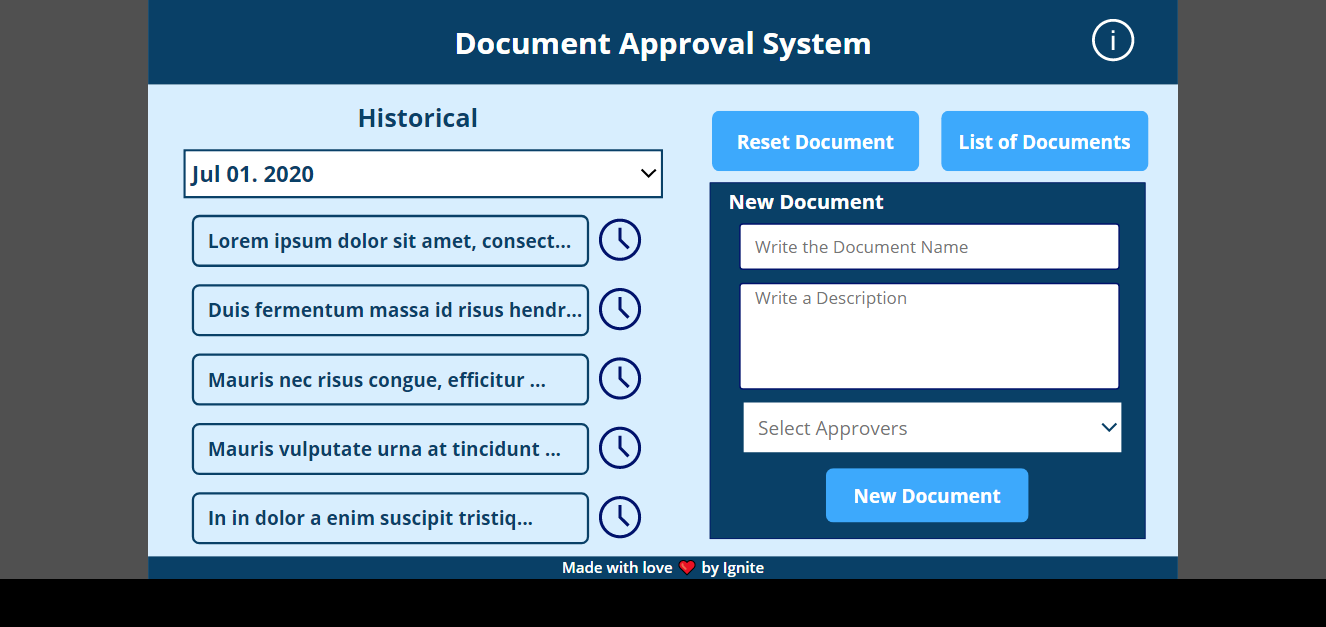 Document Approval System
i
Historical
Jul 01. 2020
Lorem ipsum dolor sit amet, consect...
Duis fermentum massa id risus hendr...
Mauris nec risus congue, efficitur ...
Mauris vulputate urna at tincidunt ...
In in dolor a enim suscipit tristiq...
Reset Document
List of Documents
New Document
Write the Document Name
Write a Description
Select Approvers
New Document
Made with love ❤ by Ignite